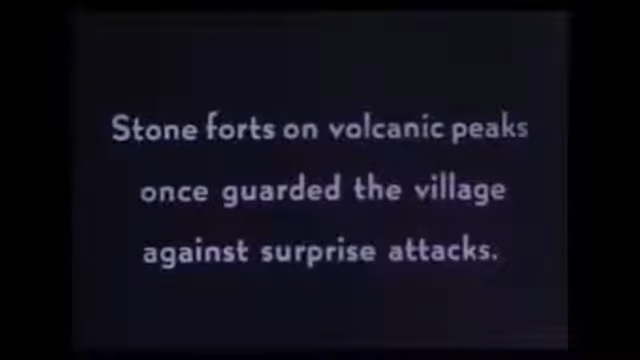 Stone forts on volcanic peaks
once guarded the village
against surprise attacks.